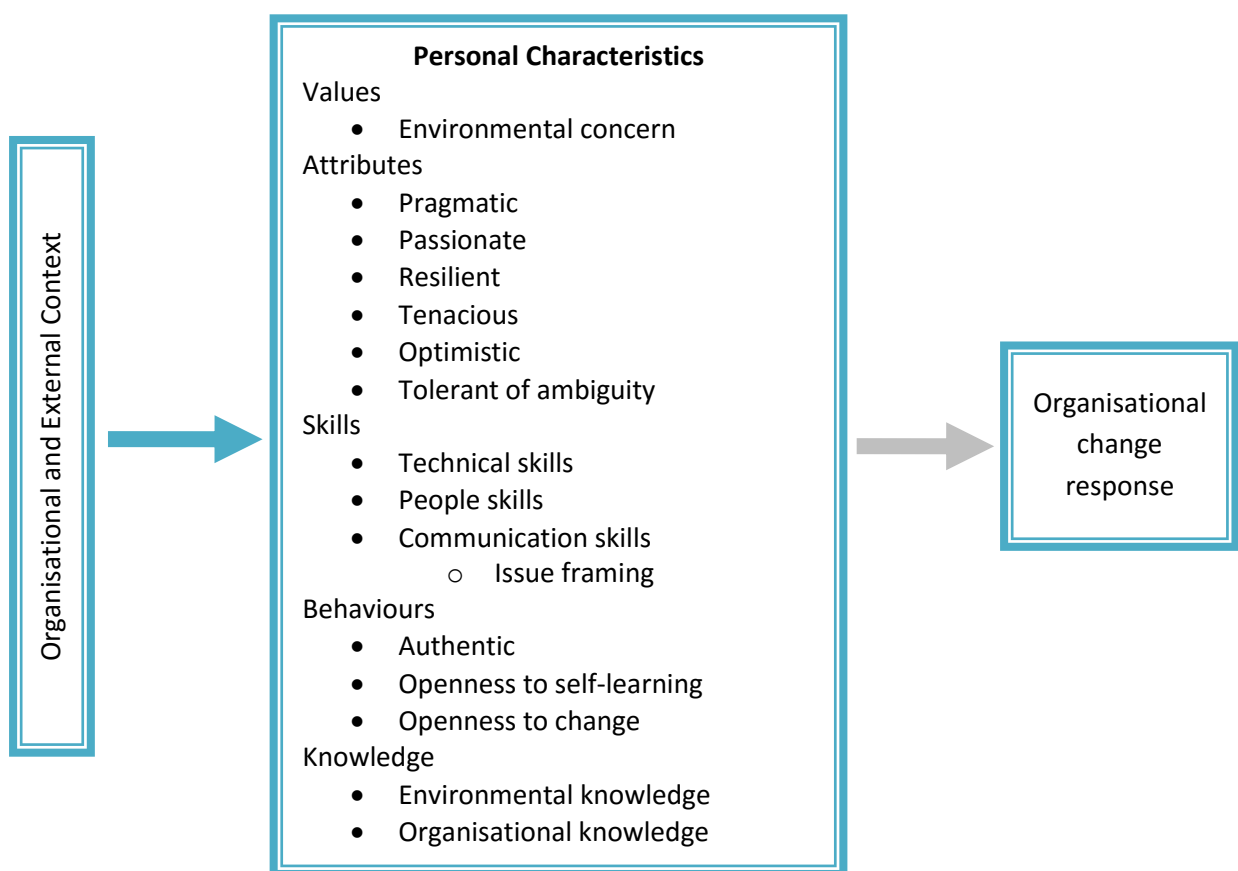 Organisational and External Context
Personal Characteristics
Values
• Environmental concern
Attributes
• Pragmatic
• Passionate
• Resilient
• Tenacious
• Optimistic
• Tolerant of ambiguity
Skills
• Technical skills
• People skills
• Communication skills
o Issue framing
Behaviours
• Authentic
• Openness to self-learning
• Openness to change
Knowledge
• Environmental knowledge
• Organisational knowledge
Organisational
change
response